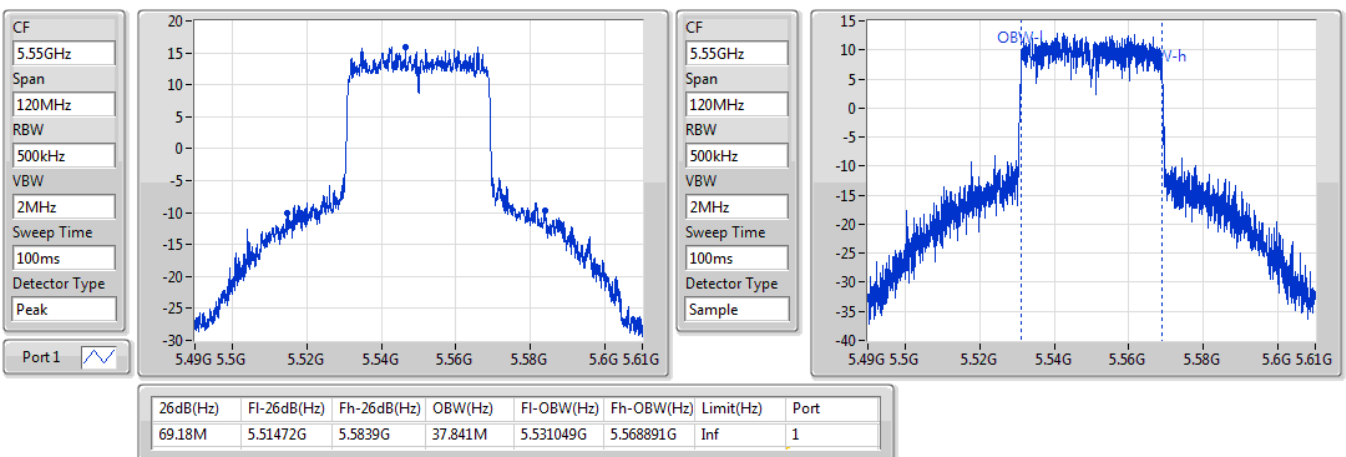 CF
5.55GHz
Span
120MHz
RBW
500kHz
VBW
2MHz
Sweep Time
100ms
Detector Type
Peak
Port 1
20
15
10
5
0
-5
-10
-15
-20
-25
-30
5.49G 5.5G 5.52G 5.54G 5.56G 5.58G 5.6G 5.61G
CF
5.55GHz
Span
120MHz
RBW
500kHz
VBW
2MHz
Sweep Time
100ms
Detector Type
Sample
15
10
5
0
-5
-10
-15
-20
-25
-30
-35
-40
OBW-l
V-h
5.49G 5.5G 5.52G 5.54G 5.56G 5.58G 5.6G 5.61G
26dB(Hz) Fl-26dB(Hz) Fh-26dB(Hz) OBW(Hz) Fl-OBW(Hz) Fh-OBW(Hz) Limit(Hz) Port
69.18M 5.51472G 5.5839G 37.841M 5.531049G 5.568891G Inf 1